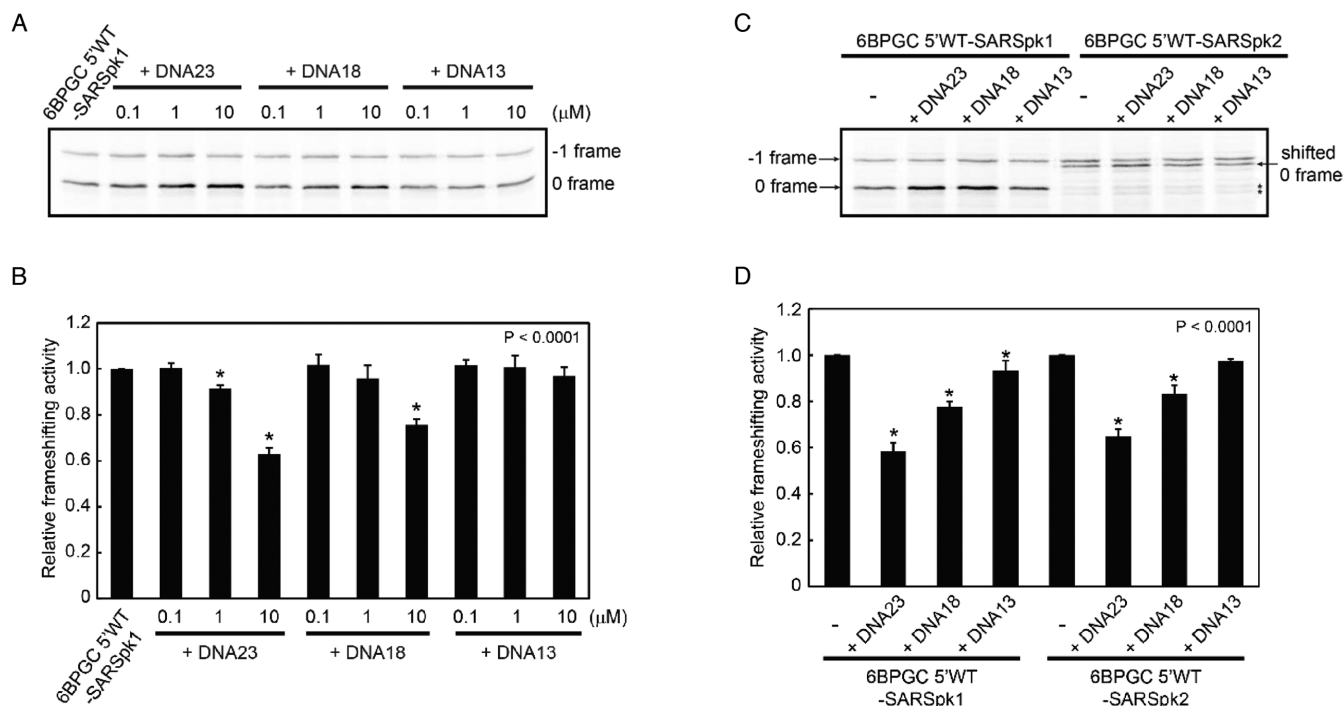 A
6BPGC 5'WT
-SARSpk1
+ DNA23
+ DNA18
+ DNA13
0.1 1 10 0.1 1 10 0.1 1 10 (μM)
-1 frame
0 frame
B
Relative frameshifting activity
1.2
1.0
0.8
0.6
0.4
0.2
0
P < 0.0001
*
*
*
0.1 1 10 0.1 1 10 0.1 1 10 (μM)
6BPGC 5'WT
-SARSpk1
+ DNA23
+ DNA18
+ DNA13
C
6BPGC 5'WT-SARSpk1
6BPGC 5'WT-SARSpk2
-
+ DNA23
+ DNA18
+ DNA13
-
+ DNA23
+ DNA18
+ DNA13
-1 frame
0 frame
shifted
0 frame
*
*
D
Relative frameshifting activity
1.2
1.0
0.8
0.6
0.4
0.2
0
P < 0.0001
*
*
*
*
*
-
+ DNA23
+ DNA18
+ DNA13
-
+ DNA23
+ DNA18
+ DNA13
6BPGC 5'WT
-SARSpk1
6BPGC 5'WT
-SARSpk2